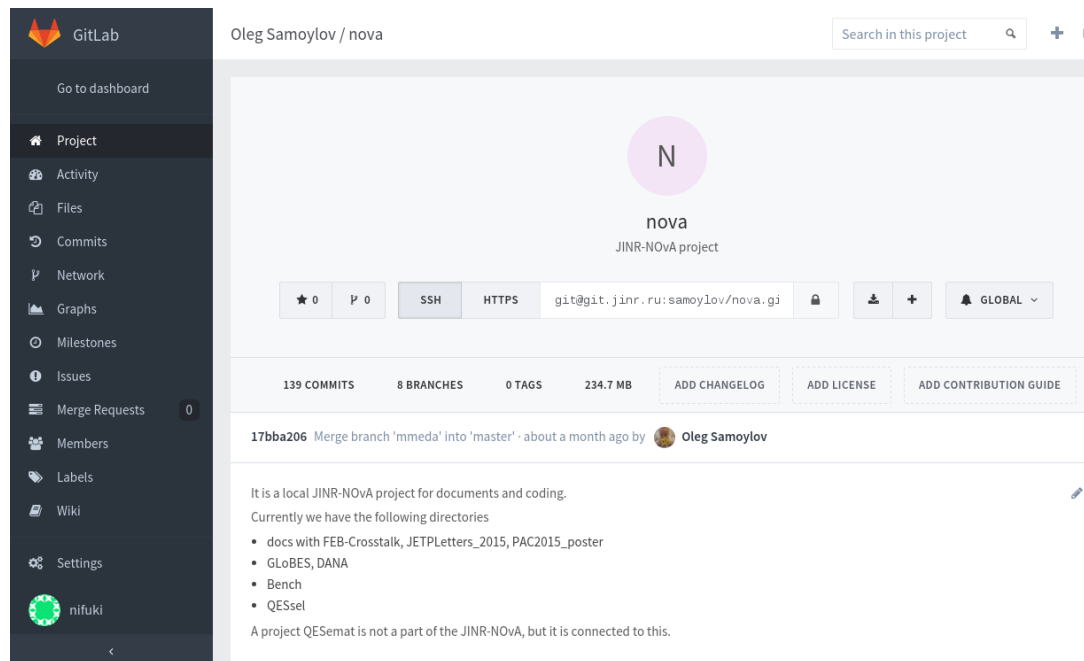 GitLab
Oleg Samoylov / nova
Search in this project
Go to dashboard
Project
Activity
Files
Commits
Network
Graphs
Milestones
Issues
Merge Requests 0
Members
Labels
Wiki
Settings
nifuki
N
nova
JINR-NOvA project
0 0 SSH HTTPS git@git.jinr.ru:samoylov/nova.gi GLOBAL
139 COMMITS 8 BRANCHES 0 TAGS 234.7 MB ADD CHANGELOG ADD LICENSE ADD CONTRIBUTION GUIDE
17bba206 Merge branch 'mmeda' into 'master' · about a month ago by Oleg Samoylov
It is a local JINR-NOvA project for documents and coding.
Currently we have the following directories
• docs with FEB-Crosstalk, JETPLetters_2015, PAC2015_poster
• GLoBES, DANA
• Bench
• QESsel
A project QESemat is not a part of the JINR-NOvA, but it is connected to this.